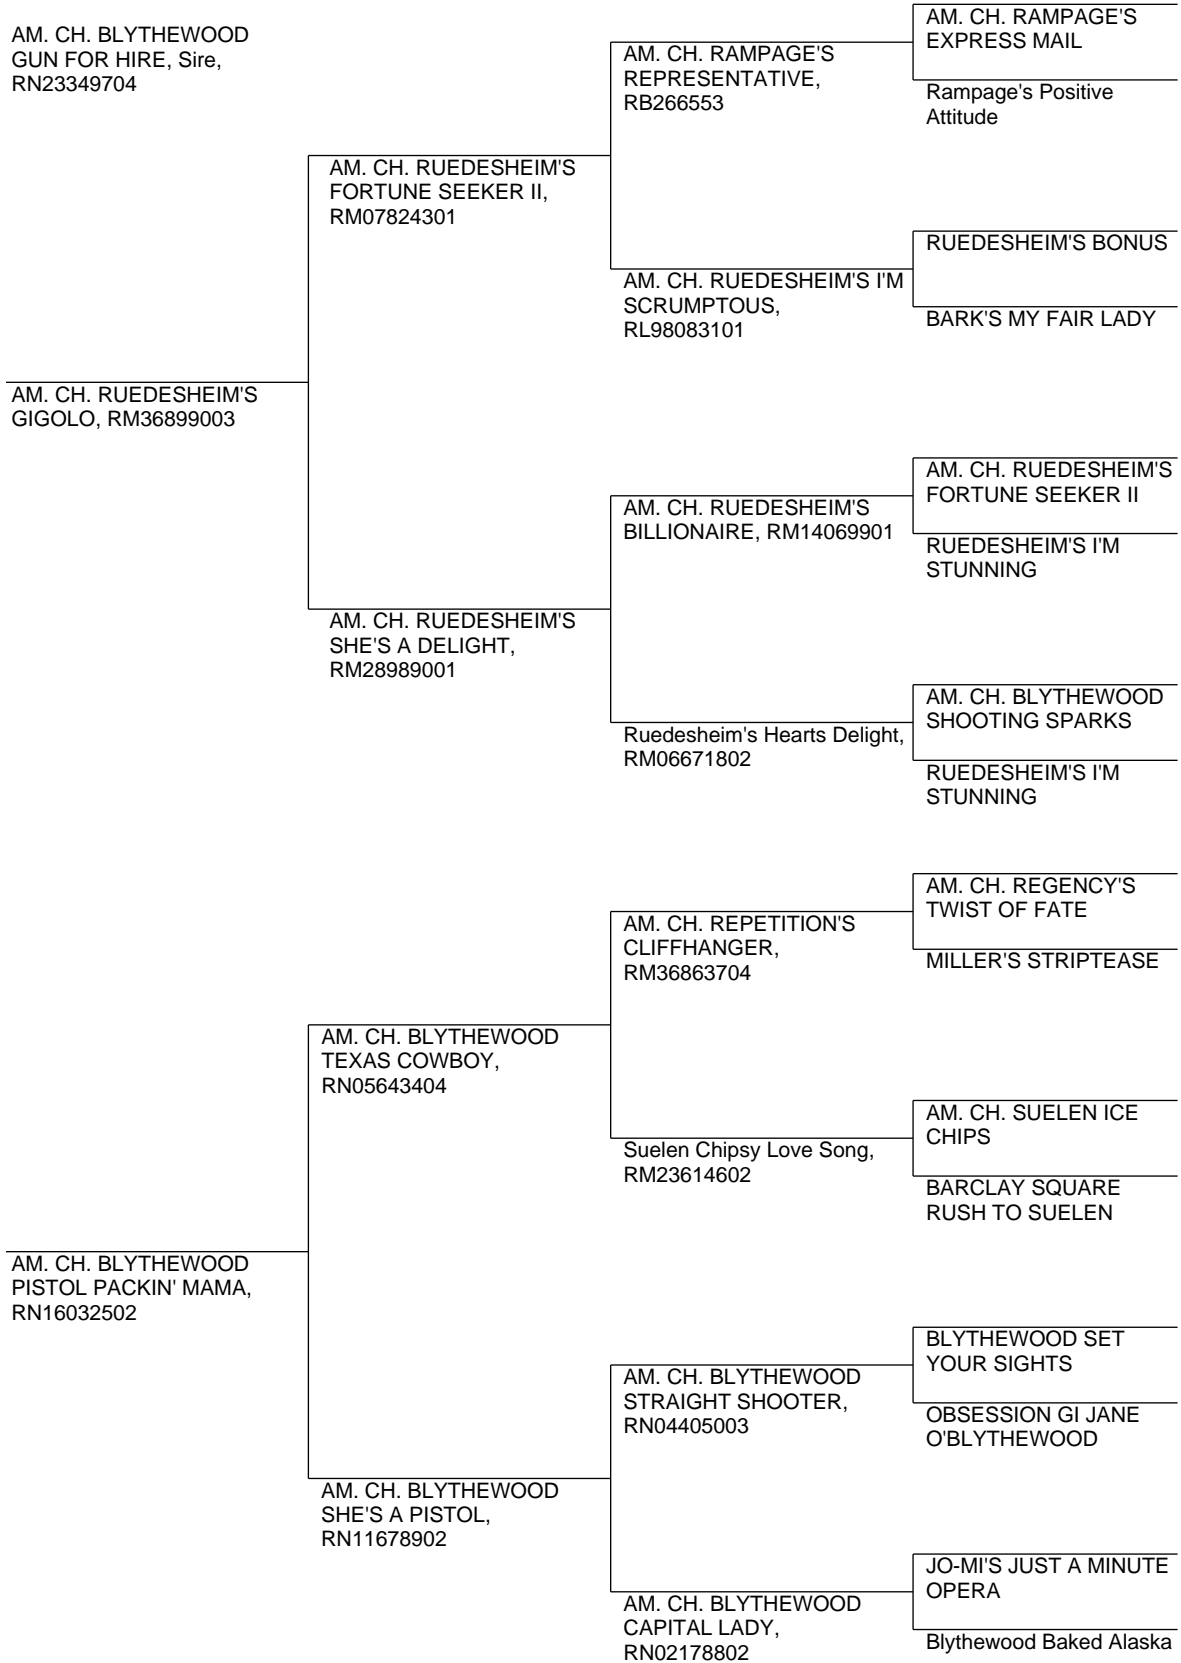 AM. CH. BLYTHEWOOD
GUN FOR HIRE, Sire,
RN23349704
AM. CH. RUEDESHEIM'S
GIGOLO, RM36899003
AM. CH. BLYTHEWOOD
PISTOL PACKIN' MAMA,
RN16032502
AM. CH. RUEDESHEIM'S
FORTUNE SEEKER II,
RM07824301
AM. CH. RUEDESHEIM'S
SHE'S A DELIGHT,
RM28989001
AM. CH. BLYTHEWOOD
TEXAS COWBOY,
RN05643404
AM. CH. BLYTHEWOOD
SHE'S A PISTOL,
RN11678902
AM. CH. RAMPAGE'S
REPRESENTATIVE,
RB266553
AM. CH. RUEDESHEIM'S I'M
SCRUMPTOUS,
RL98083101
AM. CH. RUEDESHEIM'S
BILLIONAIRE, RM14069901
Ruedesheim's Hearts Delight,
RM06671802
AM. CH. REPETITION'S
CLIFFHANGER,
RM36863704
Suelen Chipsy Love Song,
RM23614602
AM. CH. BLYTHEWOOD
STRAIGHT SHOOTER,
RN04405003
AM. CH. BLYTHEWOOD
CAPITAL LADY,
RN02178802
AM. CH. RAMPAGE'S
EXPRESS MAIL
Rampage's Positive
Attitude
RUEDESHEIM'S BONUS
BARK'S MY FAIR LADY
AM. CH. RUEDESHEIM'S
FORTUNE SEEKER II
RUEDESHEIM'S I'M
STUNNING
AM. CH. BLYTHEWOOD
SHOOTING SPARKS
RUEDESHEIM'S I'M
STUNNING
AM. CH. REGENCY'S
TWIST OF FATE
MILLER'S STRIPTEASE
AM. CH. SUELEN ICE
CHIPS
BARCLAY SQUARE
RUSH TO SUELEN
BLYTHEWOOD SET
YOUR SIGHTS
OBSESSION GI JANE
O'BLYTHEWOOD
JO-MI'S JUST A MINUTE
OPERA
Blythewood Baked Alaska